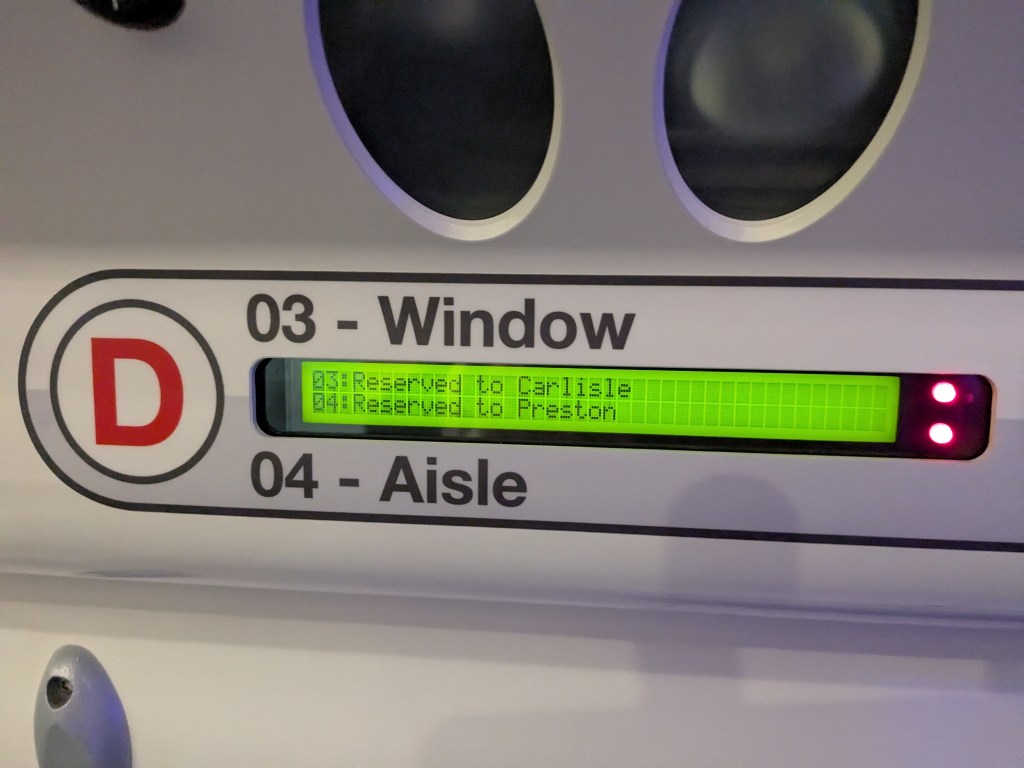 D
03 - Window
03:Reserved to Carlisle
04:Reserved to Preston
04 - Aisle